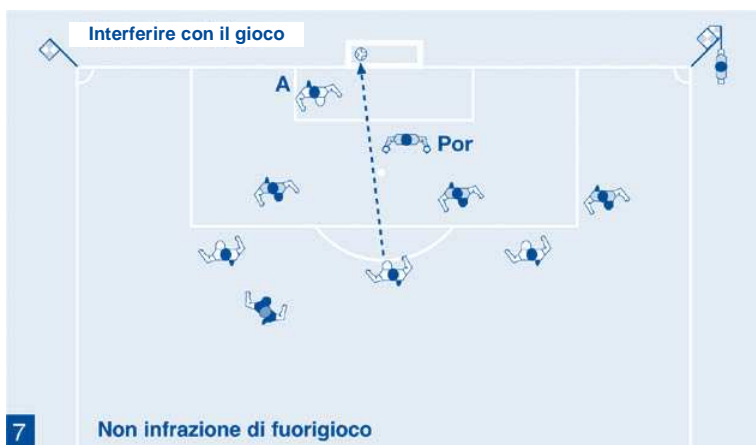 Interferire con il gioco
A
Por
7
Non infrazione di fuorigioco